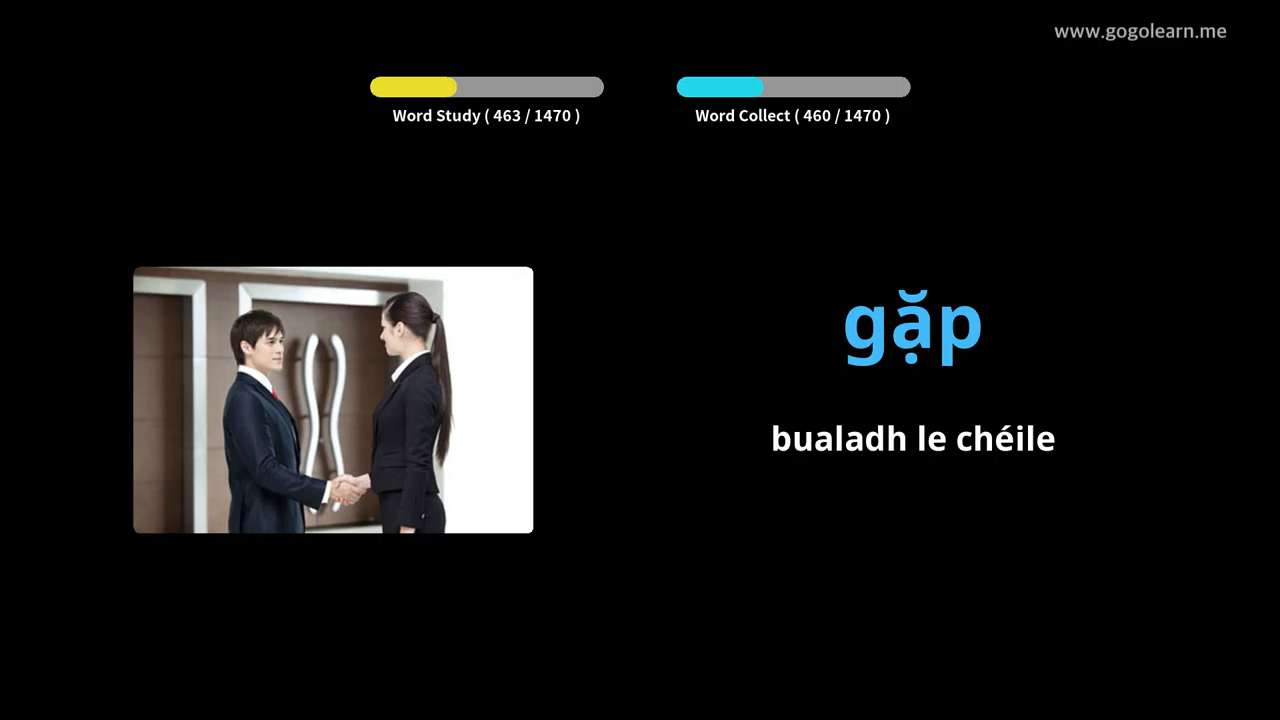 www.gogolearn.me
Word Study ( 463 / 1470 )
Word Collect ( 460 / 1470 )
gặp
bualadh le chéile